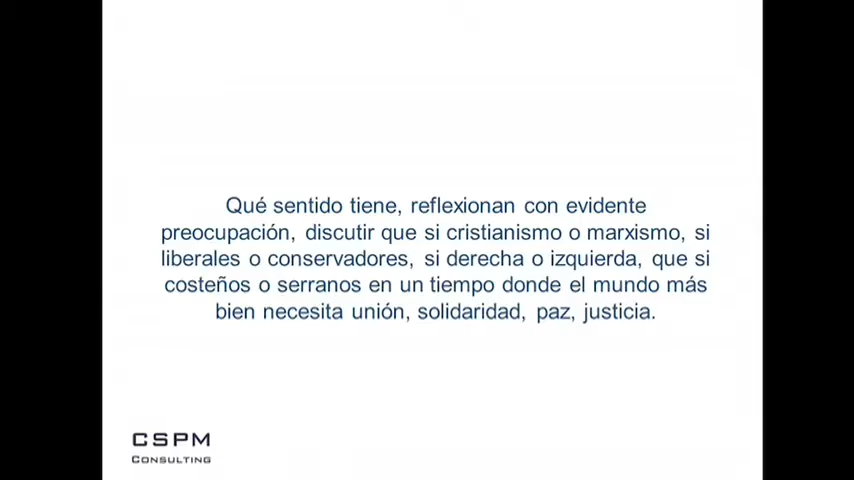 Qué sentido tiene, reflexionan con evidente
preocupación, discutir que si cristianismo o marxismo, si
liberales o conservadores, si derecha o izquierda, que si
costeños o serranos en un tiempo donde el mundo más
bien necesita unión, solidaridad, paz, justicia.
CSPM
CONSULTING